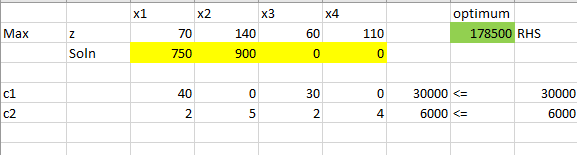 x1 x2 x3 x4 optimum
Max z 70 140 60 110 178500 RHS
Soln 750 900 0 0
c1 40 0 30 0 30000 <= 30000
c2 2 5 2 4 6000 <= 6000